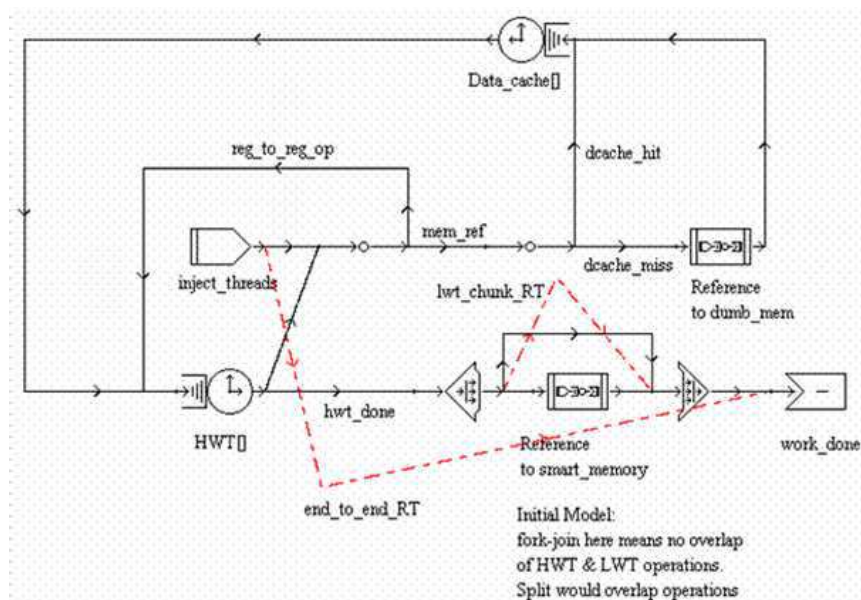 Data_cache[]
reg_to_reg_op
dcache_hit
mem_ref
inject_threads
dcache_miss
lwt_chunk_RT
Reference
to dumb_mem
hwt_done
HWT[]
Reference
to smart_memory
work_done
end_to_end_RT
Initial Model:
fork-join here means no overlap
of HWT & LWT operations.
Split would overlap operations